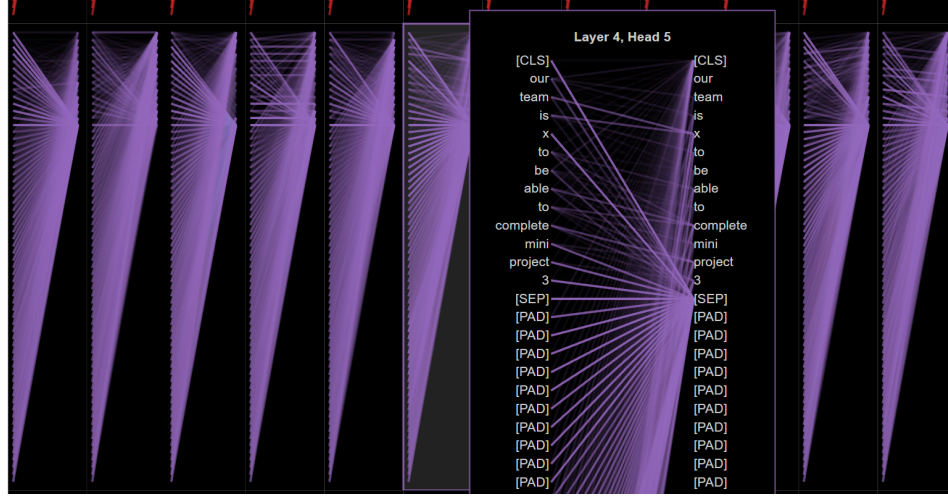 Layer 4, Head 5
[CLS] [CLS]
our our
team team
is is
x x
to to
be be
able able
to to
complete complete
mini mini
project project
3 3
[SEP] [SEP]
[PAD] [PAD]
[PAD] [PAD]
[PAD] [PAD]
[PAD] [PAD]
[PAD] [PAD]
[PAD] [PAD]
[PAD] [PAD]
[PAD] [PAD]
[PAD] [PAD]
[PAD] [PAD]